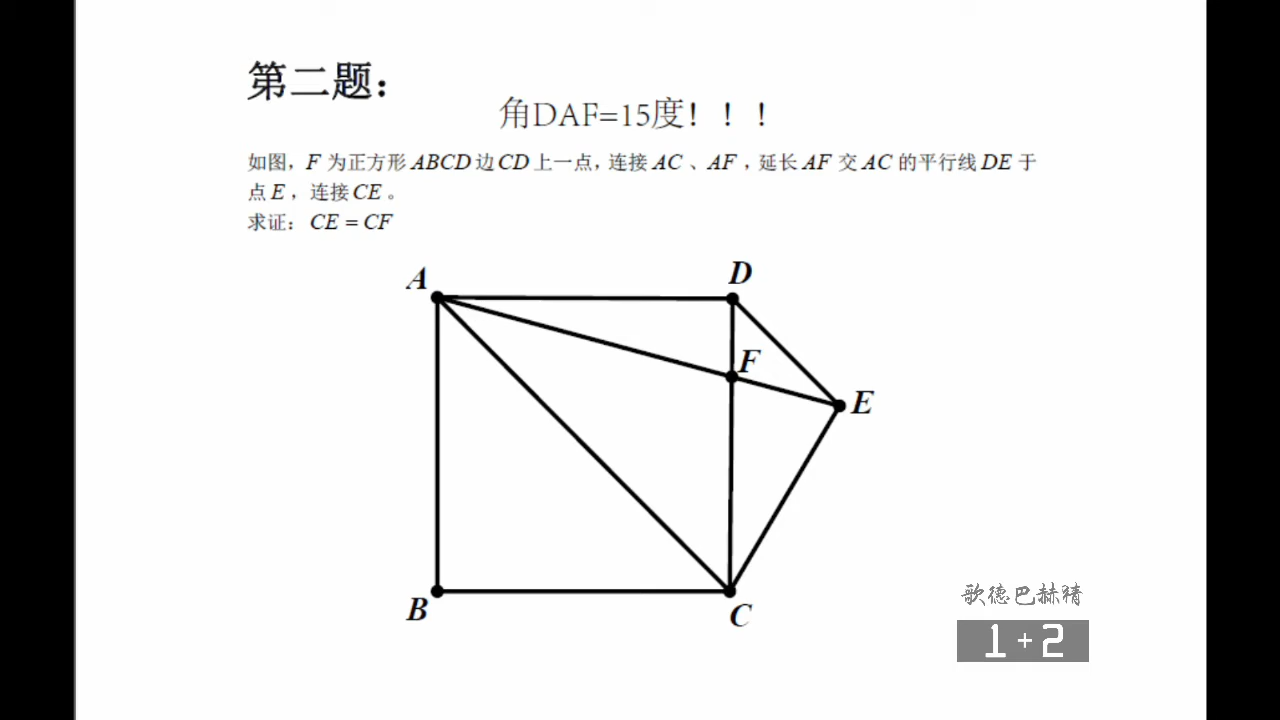 第二题：
角DAF=15度！！！
如图，F 为正方形 ABCD 边 CD 上一点，连接 AC 、AF ，延长 AF 交 AC 的平行线 DE 于
点 E ，连接 CE 。
求证： CE = CF
A
D
F
E
B
C
歌德巴赫猜
1+2